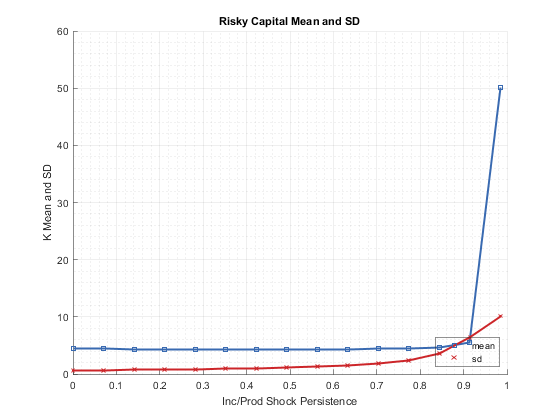 Risky Capital Mean and SD
60
50
40
30
20
10
0
K Mean and SD
mean
sd
0 0.1 0.2 0.3 0.4 0.5 0.6 0.7 0.8 0.9 1
Inc/Prod Shock Persistence